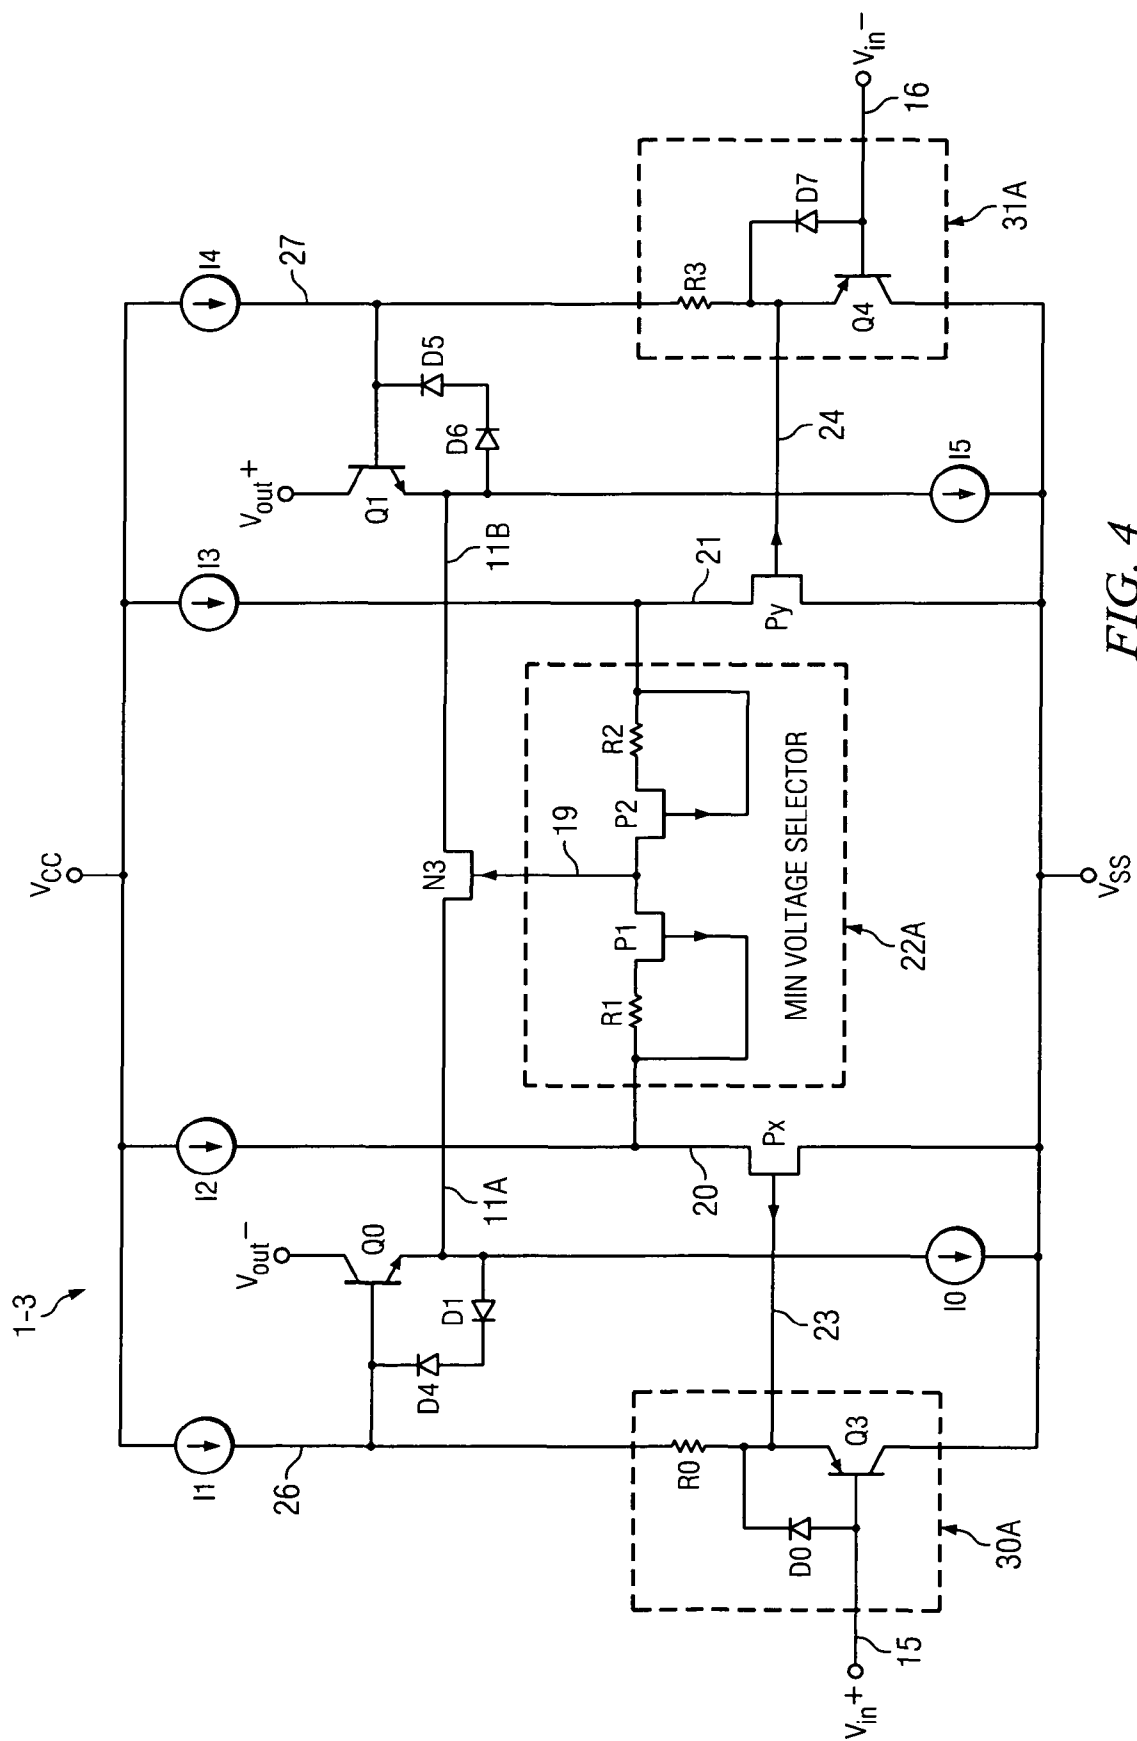 1-3
VCC
I1
I2
I3
I4
26
Vout−
Q0
Vout+
Q1
27
D4
D1
11A
N3
11B
D6
D5
19
R1
P1
P2
R2
MIN VOLTAGE SELECTOR
22A
20
Px
21
Py
23
24
R0
D0
Q3
30A
R3
D7
Q4
31A
Vin+
15
16
Vin−
I0
I5
VSS
FIG. 4